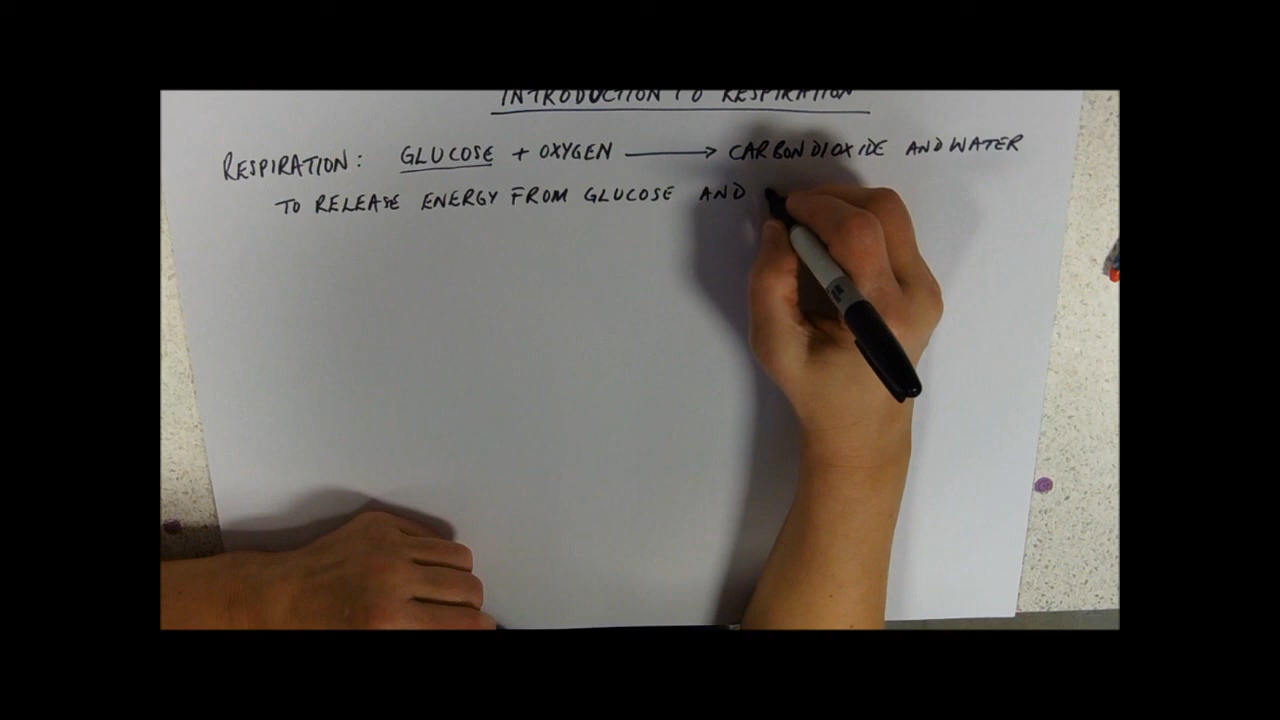 INTRODUCTION TO RESPIRATION
RESPIRATION: GLUCOSE + OXYGEN → CARBON DIOXIDE AND WATER
TO RELEASE ENERGY FROM GLUCOSE AND